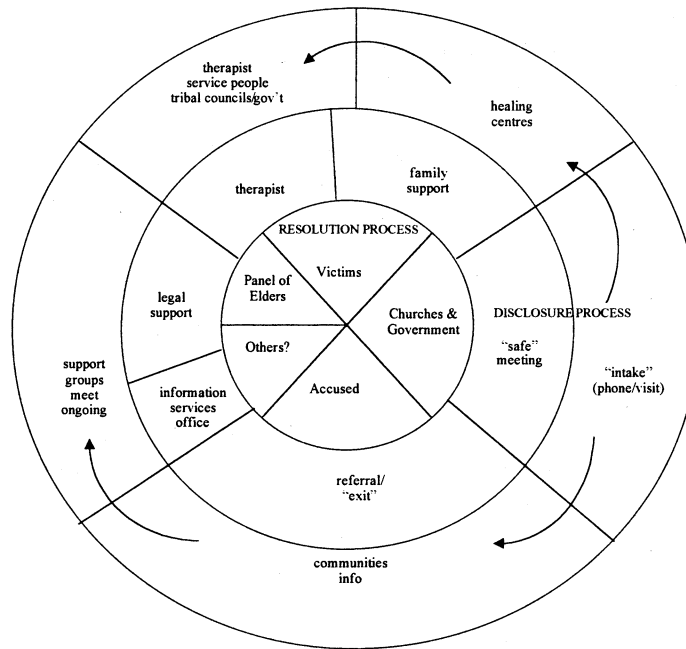 therapist
service people
tribal councils/gov't
healing
centres
therapist
family
support
RESOLUTION PROCESS
Victims
Panel of
Elders
Churches &
Government
Others?
Accused
legal
support
information
services
office
DISCLOSURE PROCESS
"safe"
meeting
"intake"
(phone/visit)
support
groups
meet
ongoing
referral/
"exit"
communities
info